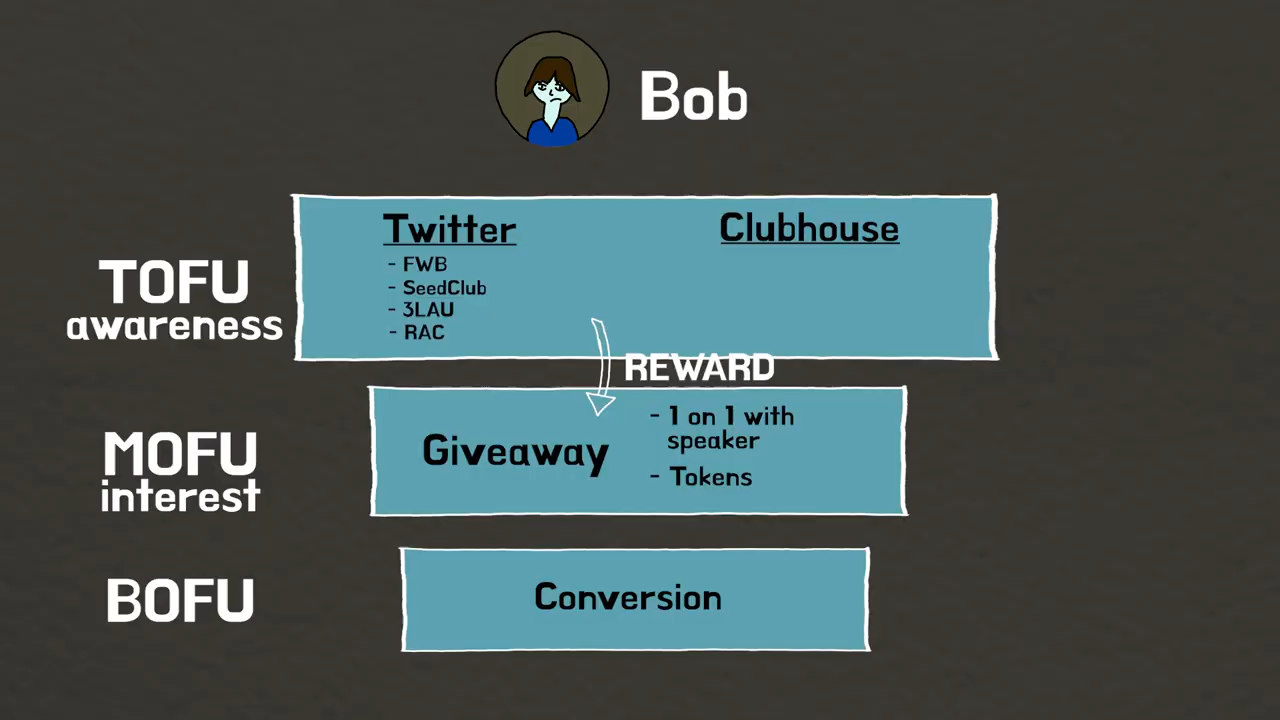 Bob
TOFU
awareness
Twitter
- FWB
- SeedClub
- 3LAU
- RAC
Clubhouse
REWARD
MOFU
interest
Giveaway
- 1 on 1 with
speaker
- Tokens
BOFU
Conversion